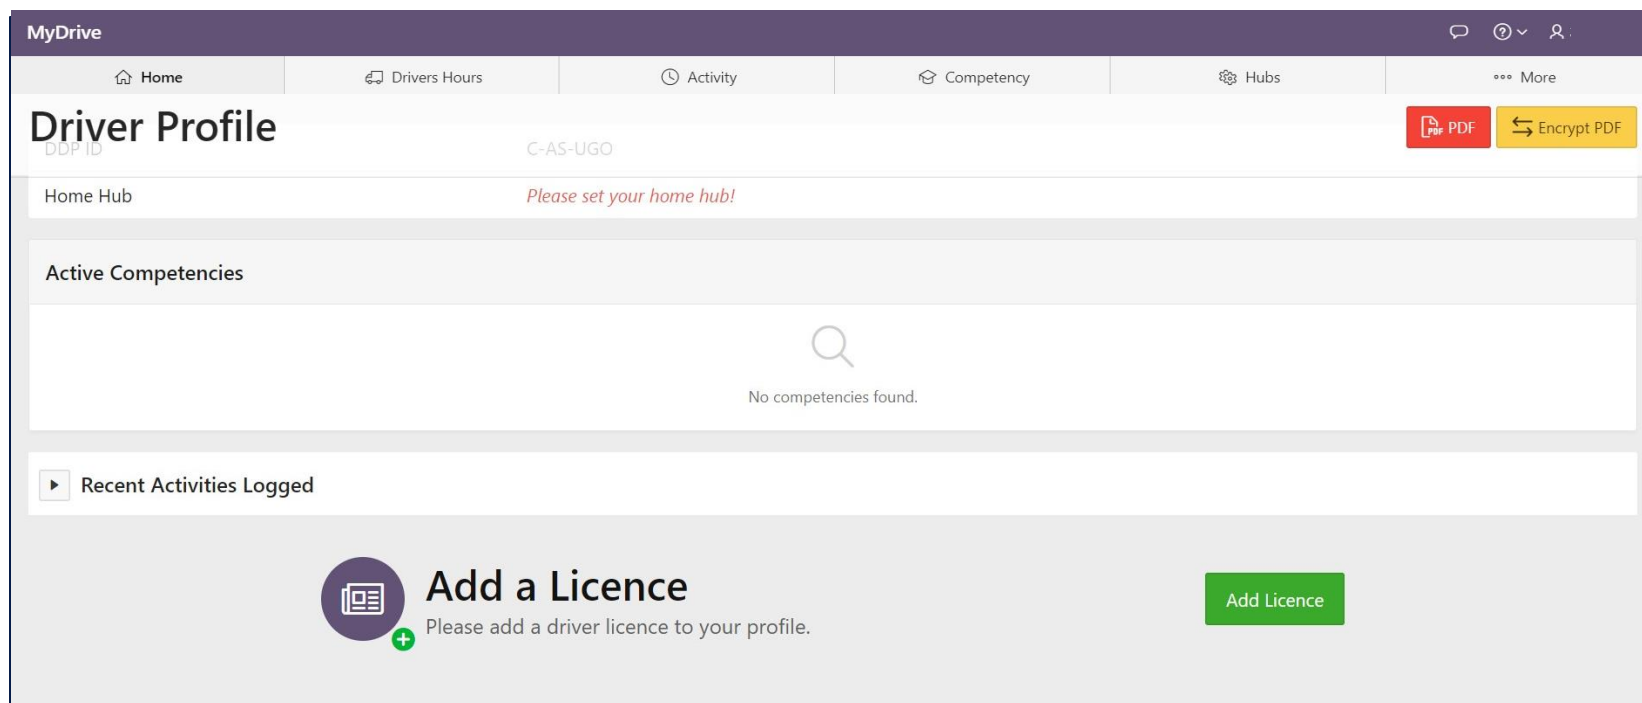 MyDrive
Home Drivers Hours Activity Competency Hubs More
Driver Profile PDF Encrypt PDF
DDP ID C-AS-UGO
Home Hub Please set your home hub!
Active Competencies
No competencies found.
Recent Activities Logged
Add a Licence
Please add a driver licence to your profile.
Add Licence